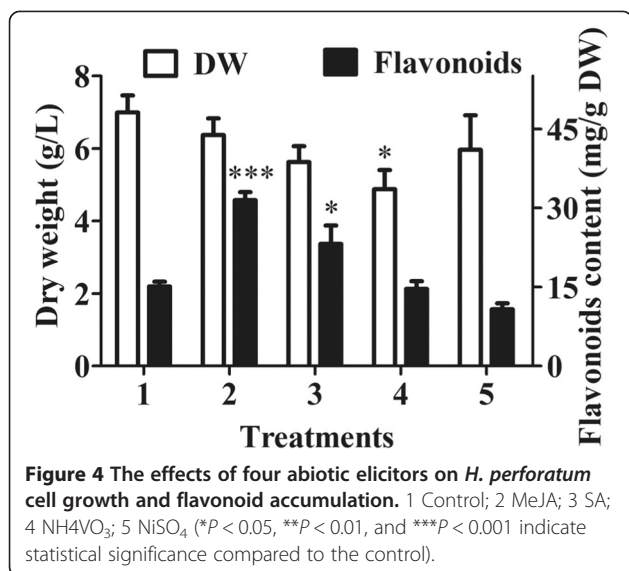 DW Flavonoids
Dry weight (g/L)
8
6
4
2
0
Flavonoids content (mg/g DW)
45
30
15
0
***
*
*
1 2 3 4 5
Treatments
Figure 4 The effects of four abiotic elicitors on H. perforatum
cell growth and flavonoid accumulation. 1 Control; 2 MeJA; 3 SA;
4 NH4VO₃; 5 NiSO₄ (*P < 0.05, **P < 0.01, and ***P < 0.001 indicate
statistical significance compared to the control).